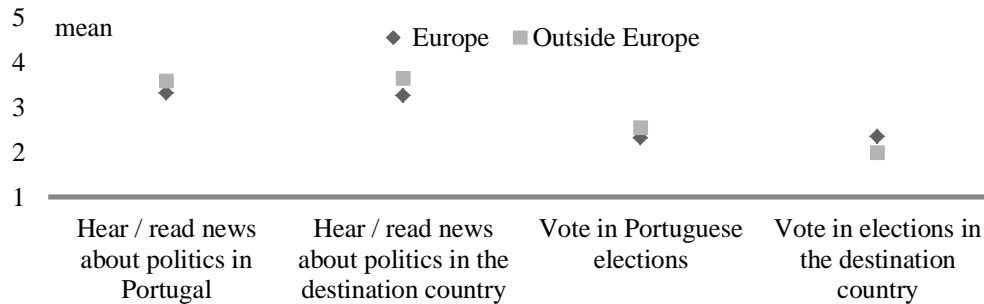 5
mean
Europe
Outside Europe
4
3
2
1
Hear / read news
about politics in
Portugal
Hear / read news
about politics in the
destination country
Vote in Portuguese
elections
Vote in elections in
the destination
country